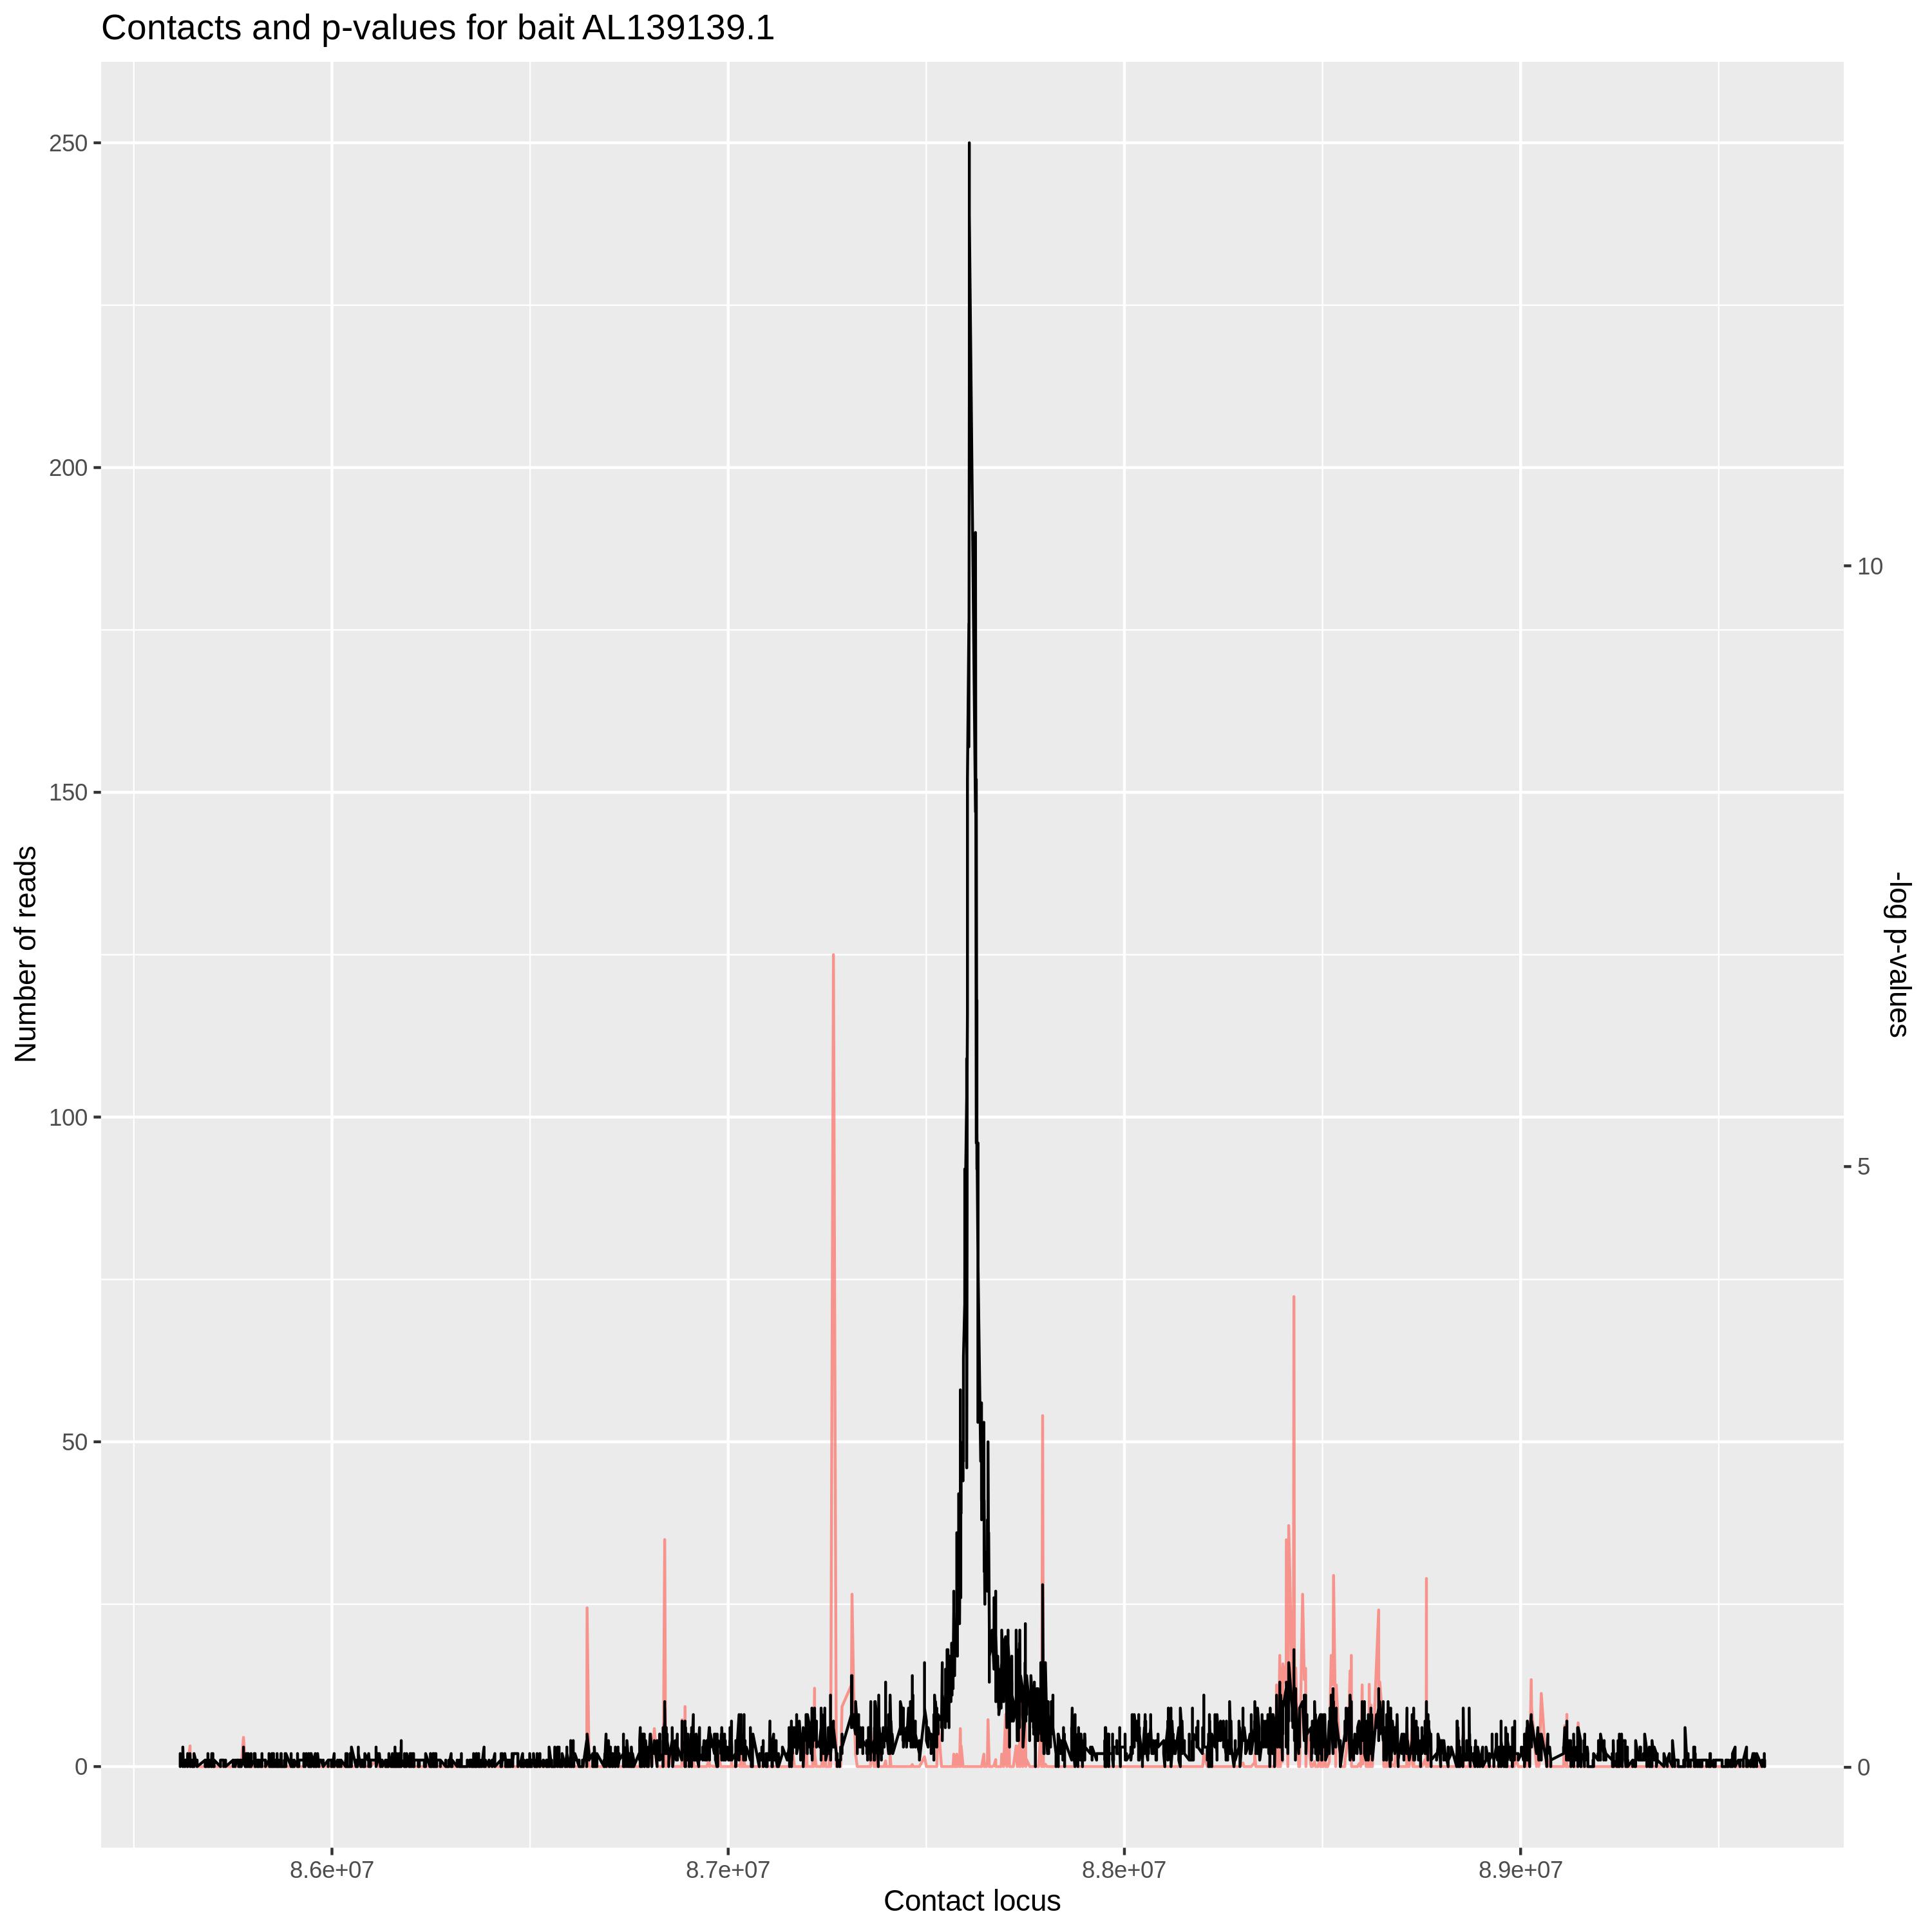 Contacts and p-values for bait AL139139.1
250
200
150
100
50
0
Number of reads
10
5
0
-log p-values
8.6e+07
8.7e+07
8.8e+07
8.9e+07
Contact locus